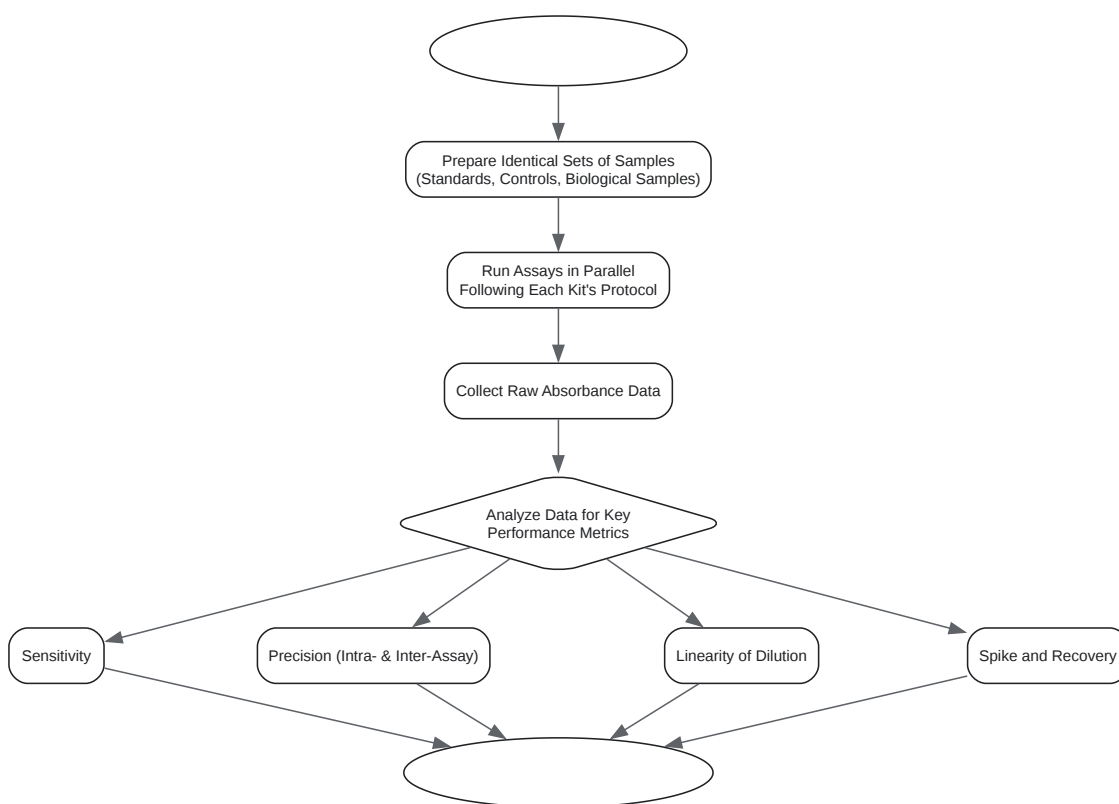 Prepare Identical Sets of Samples
(Standards, Controls, Biological Samples)
Run Assays in Parallel
Following Each Kit's Protocol
Collect Raw Absorbance Data
Analyze Data for Key
Performance Metrics
Sensitivity
Precision (Intra- & Inter-Assay)
Linearity of Dilution
Spike and Recovery